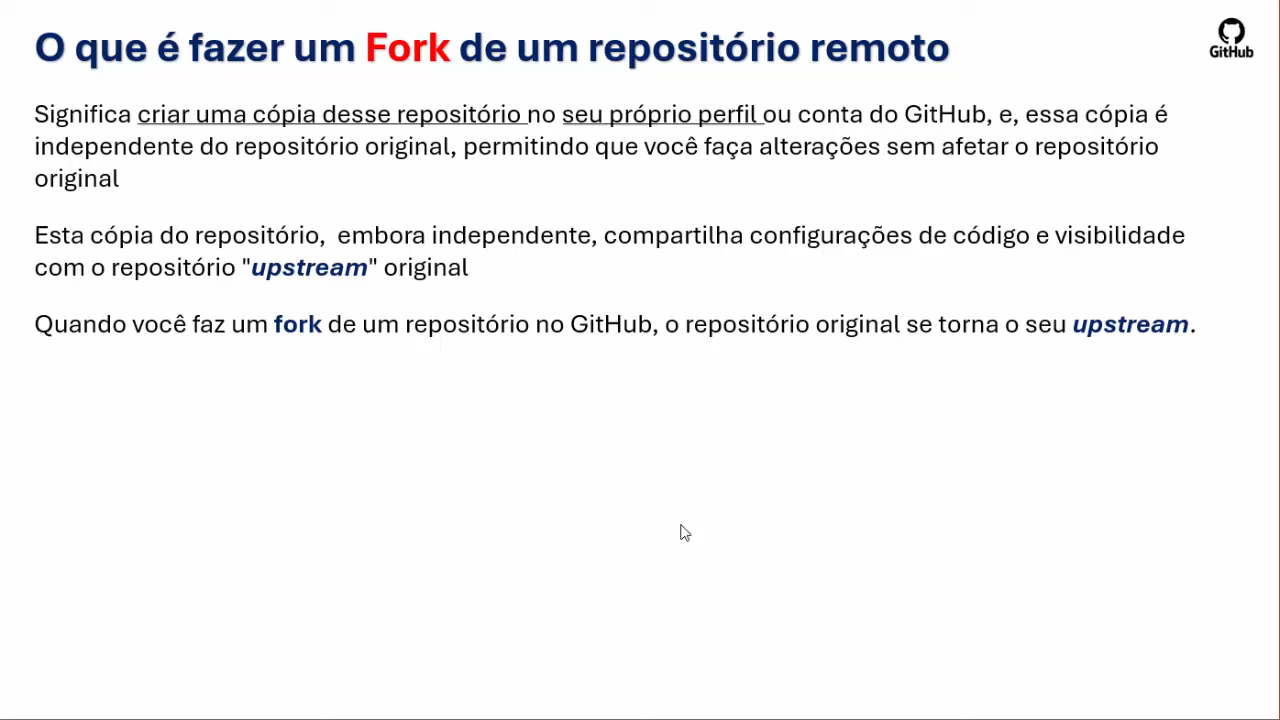 O que é fazer um Fork de um repositório remoto
GitHub
Significa criar uma cópia desse repositório no seu próprio perfil ou conta do GitHub, e, essa cópia é
independente do repositório original, permitindo que você faça alterações sem afetar o repositório
original
Esta cópia do repositório,  embora independente, compartilha configurações de código e visibilidade
com o repositório "upstream" original
Quando você faz um fork de um repositório no GitHub, o repositório original se torna o seu upstream.